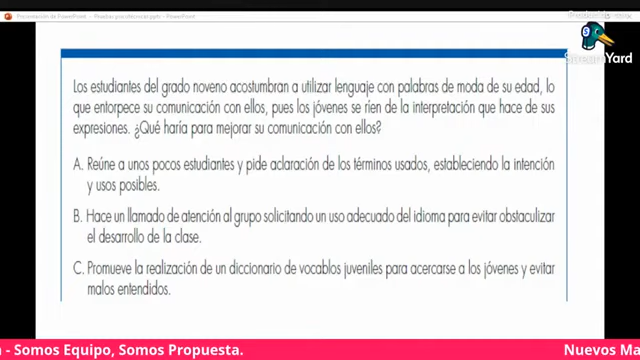 Presentación de PowerPoint - Pruebas psicotécnicas.pptx - PowerPoint
StreamYard
Los estudiantes del grado noveno acostumbran a utilizar lenguaje con palabras de moda de su edad, lo
que entorpece su comunicación con ellos, pues los jóvenes se ríen de la interpretación que hace de sus
expresiones. ¿Qué haría para mejorar su comunicación con ellos?
A. Reúne a unos pocos estudiantes y pide aclaración de los términos usados, estableciendo la intención
y usos posibles.
B. Hace un llamado de atención al grupo solicitando un uso adecuado del idioma para evitar obstaculizar
el desarrollo de la clase.
C. Promueve la realización de un diccionario de vocablos juveniles para acercarse a los jóvenes y evitar
malos entendidos.
- Somos Equipo, Somos Propuesta.
Nuevos Ma